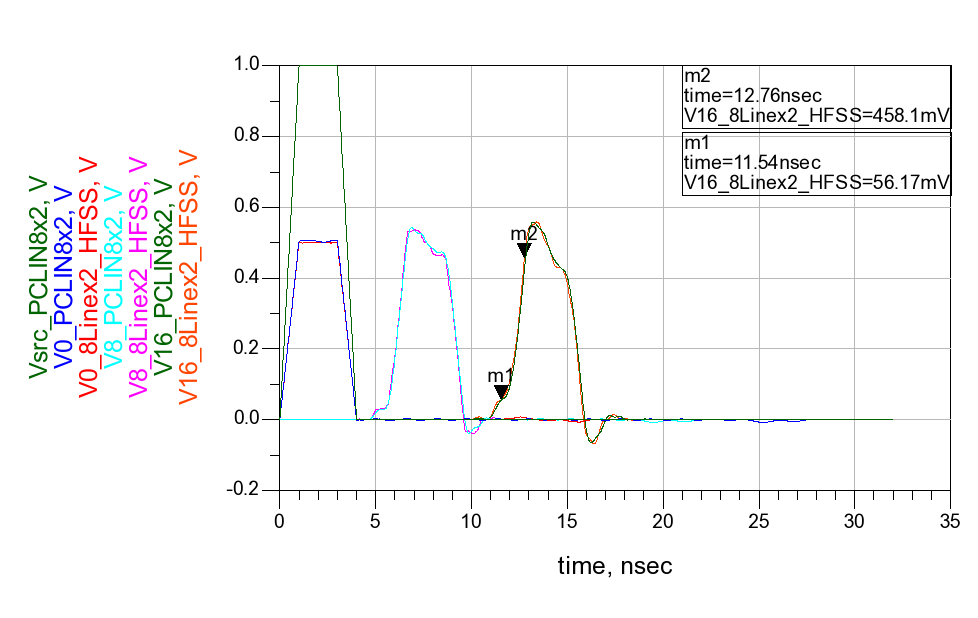 Vsrc_PCLIN8x2, V
V0_PCLIN8x2, V
V0_8Linex2_HFSS, V
V8_PCLIN8x2, V
V8_8Linex2_HFSS, V
V16_PCLIN8x2, V
V16_8Linex2_HFSS, V
1.0
0.8
0.6
0.4
0.2
0.0
-0.2
m2
time=12.76nsec
V16_8Linex2_HFSS=458.1mV
m1
time=11.54nsec
V16_8Linex2_HFSS=56.17mV
m2
m1
0
5
10
15
20
25
30
35
time, nsec